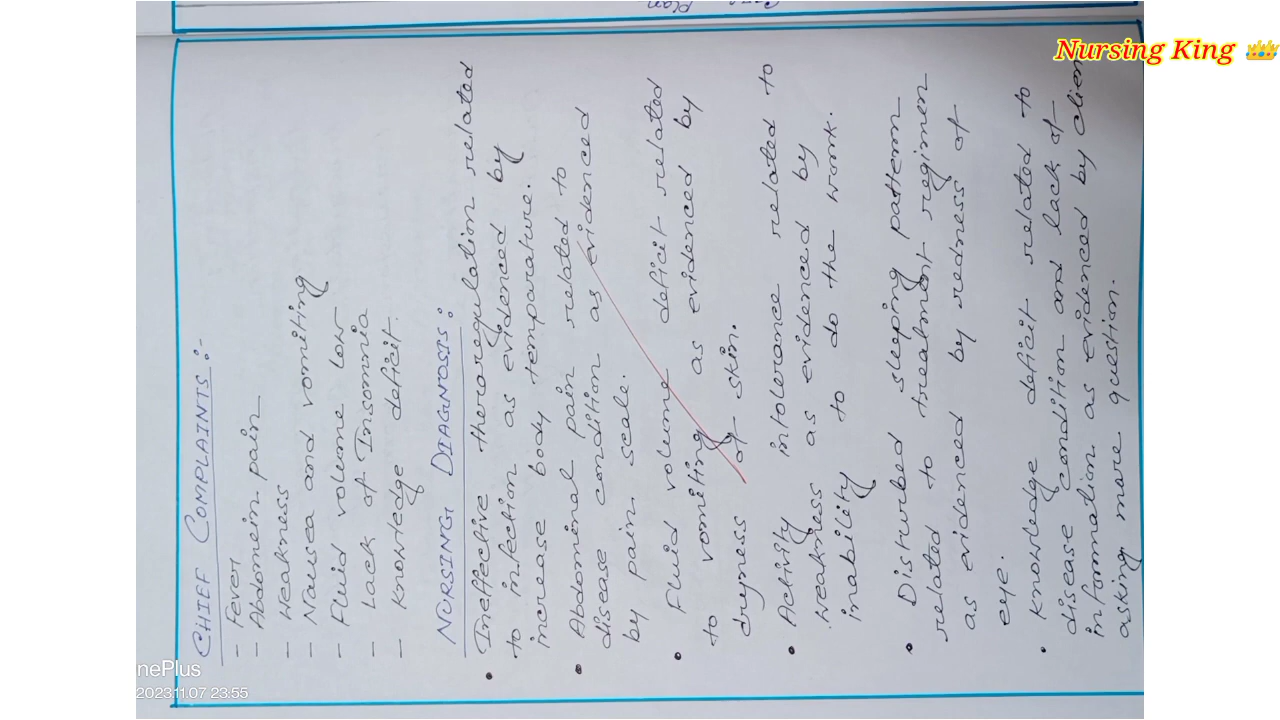 Nursing King
Plan
CHIEF COMPLAINTS :-
- Fever
- Abdomein pain
- Weakness
- Nausea and vomiting
- Fluid volume low
- Lack of Insomnia
- Knowledge deficit.
NURSING DIAGNOSIS :
• Ineffective theroregulation related
to infection as evidenced by
increase body temparature.
• Abdominal pain related to
disease condition as evidenced
by pain scale.
• Fluid volume deficit related
to vomiting as evidenced by
dryness of skin.
• Activity intolerance related to
weakness as evidenced by
inability to do the work.
• Disturbed sleeping pattern
related to treatment regimen
as evidenced by redness of
eye.
• Knowledge deficit related to
disease condition and lack of
information as evidenced by client
asking more question.
nePlus
2023.11.07 23:55